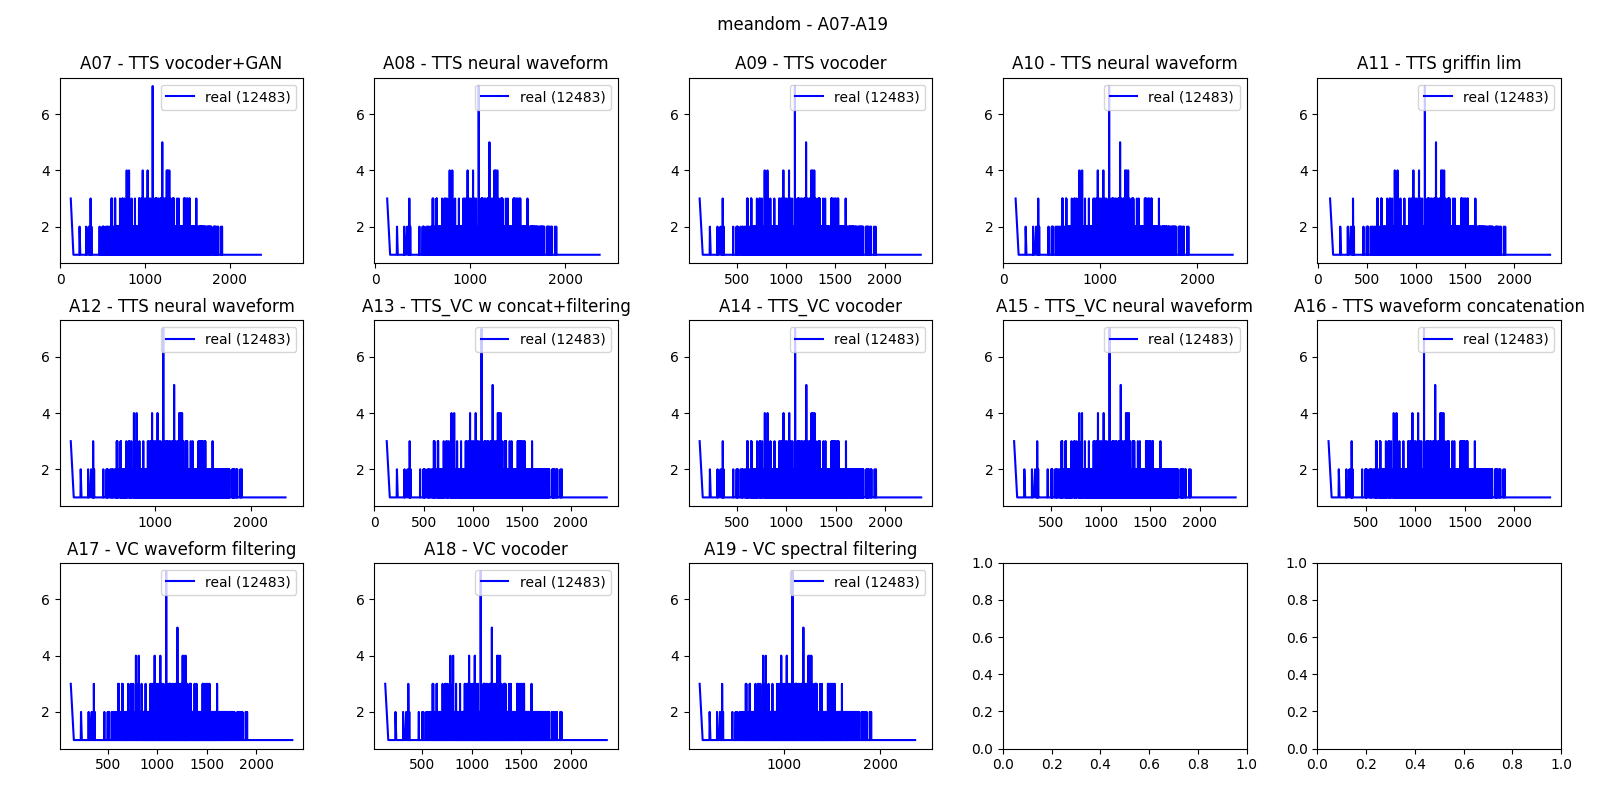 meandom - A07-A19
A07 - TTS vocoder+GAN
A08 - TTS neural waveform
A09 - TTS vocoder
A10 - TTS neural waveform
A11 - TTS griffin lim
real (12483)
real (12483)
real (12483)
real (12483)
real (12483)
6
4
2
6
4
2
6
4
2
6
4
2
6
4
2
0 1000 2000
0 1000 2000
500 1000 1500 2000
0 1000 2000
0 500 1000 1500 2000
A12 - TTS neural waveform
A13 - TTS_VC w concat+filtering
A14 - TTS_VC vocoder
A15 - TTS_VC neural waveform
A16 - TTS waveform concatenation
real (12483)
real (12483)
real (12483)
real (12483)
real (12483)
6
4
2
6
4
2
6
4
2
6
4
2
6
4
2
1000 2000
0 500 1000 1500 2000
500 1000 1500 2000
500 1000 1500 2000
500 1000 1500 2000
A17 - VC waveform filtering
A18 - VC vocoder
A19 - VC spectral filtering
real (12483)
real (12483)
real (12483)
6
4
2
6
4
2
6
4
2
1.0
0.8
0.6
0.4
0.2
0.0
1.0
0.8
0.6
0.4
0.2
0.0
500 1000 1500 2000
500 1000 1500 2000
1000 2000
0.0 0.2 0.4 0.6 0.8 1.0
0.0 0.2 0.4 0.6 0.8 1.0